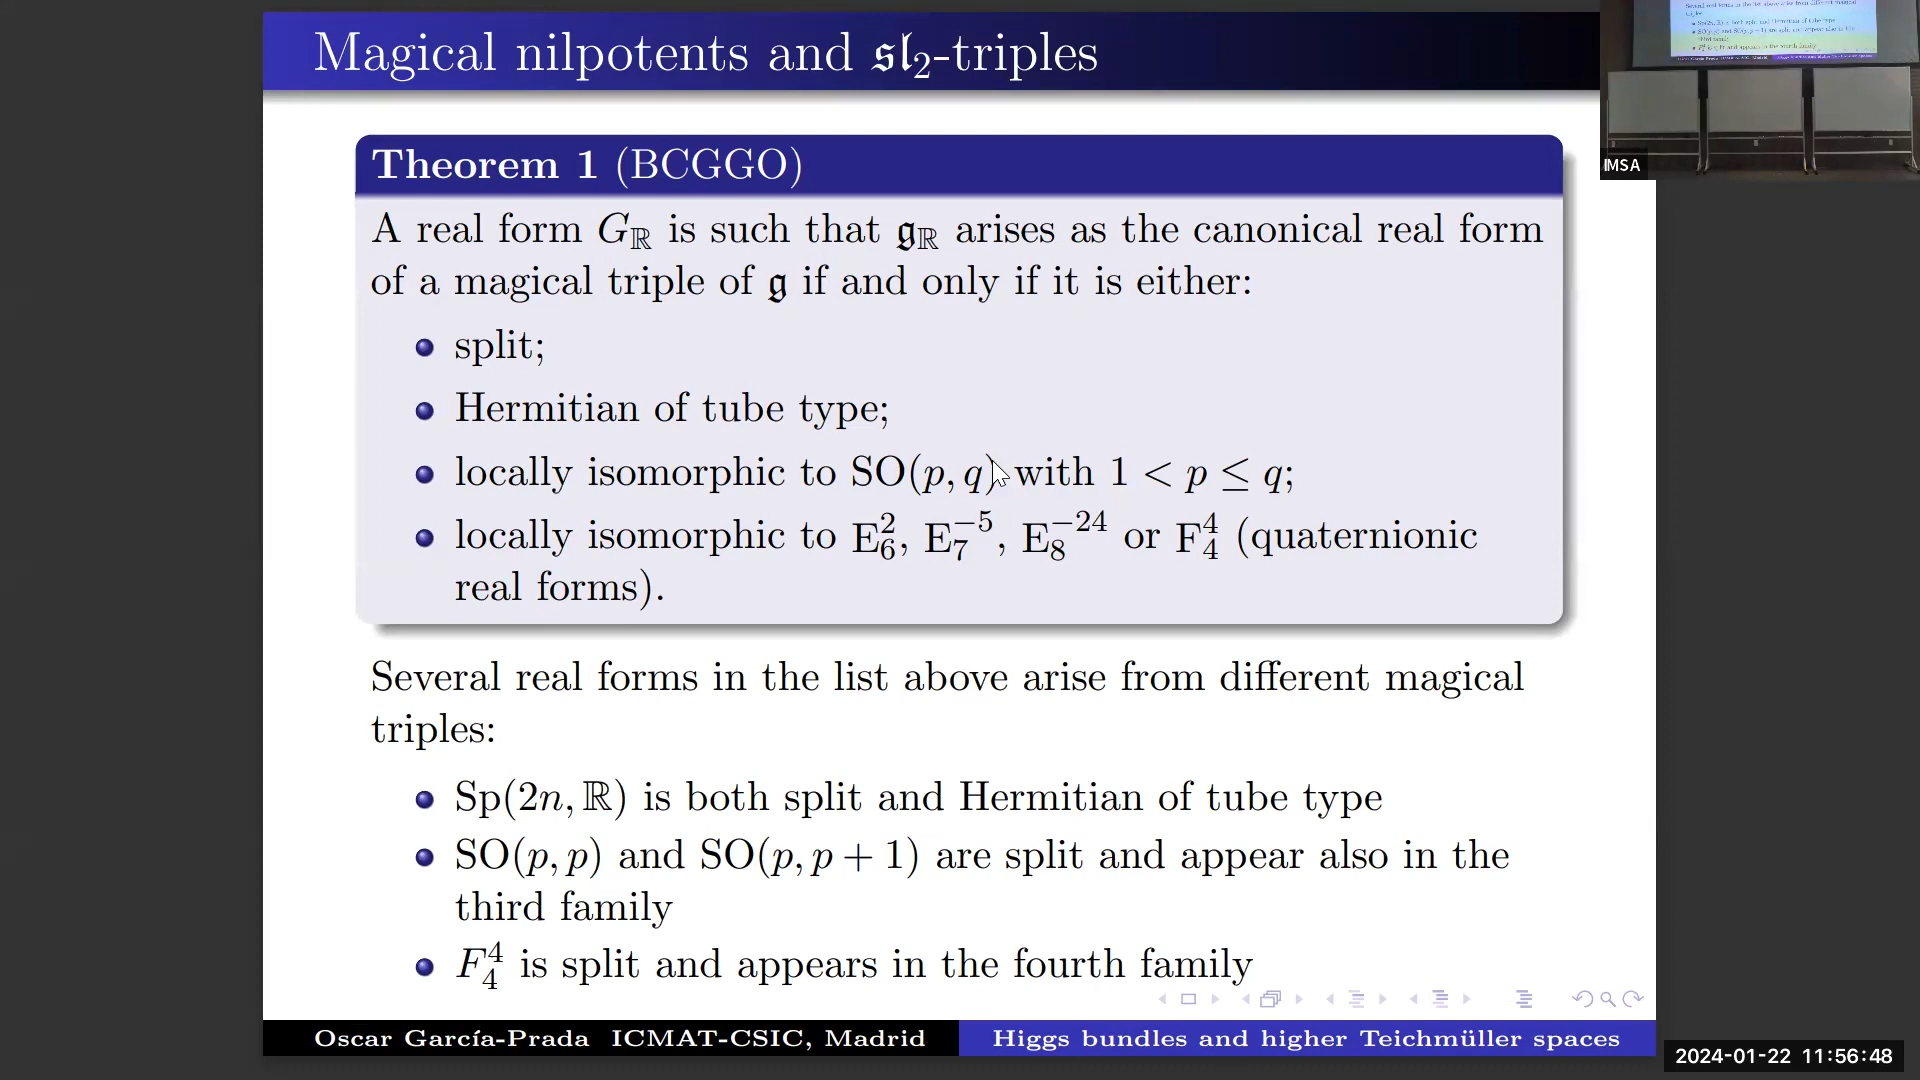 Magical nilpotents and 𝔰𝔩₂-triples
IMSA
Theorem 1 (BCGGO)
A real form G_ℝ is such that 𝔤_ℝ arises as the canonical real form
of a magical triple of 𝔤 if and only if it is either:
split;
Hermitian of tube type;
locally isomorphic to SO(p, q) with 1 < p ≤ q;
locally isomorphic to E₆², E₇⁻⁵, E₈⁻²⁴ or F₄⁴ (quaternionic
real forms).
Several real forms in the list above arise from different magical
triples:
Sp(2n, ℝ) is both split and Hermitian of tube type
SO(p, p) and SO(p, p + 1) are split and appear also in the
third family
F₄⁴ is split and appears in the fourth family
Oscar García-Prada ICMAT-CSIC, Madrid
Higgs bundles and higher Teichmüller spaces
2024-01-22 11:56:48